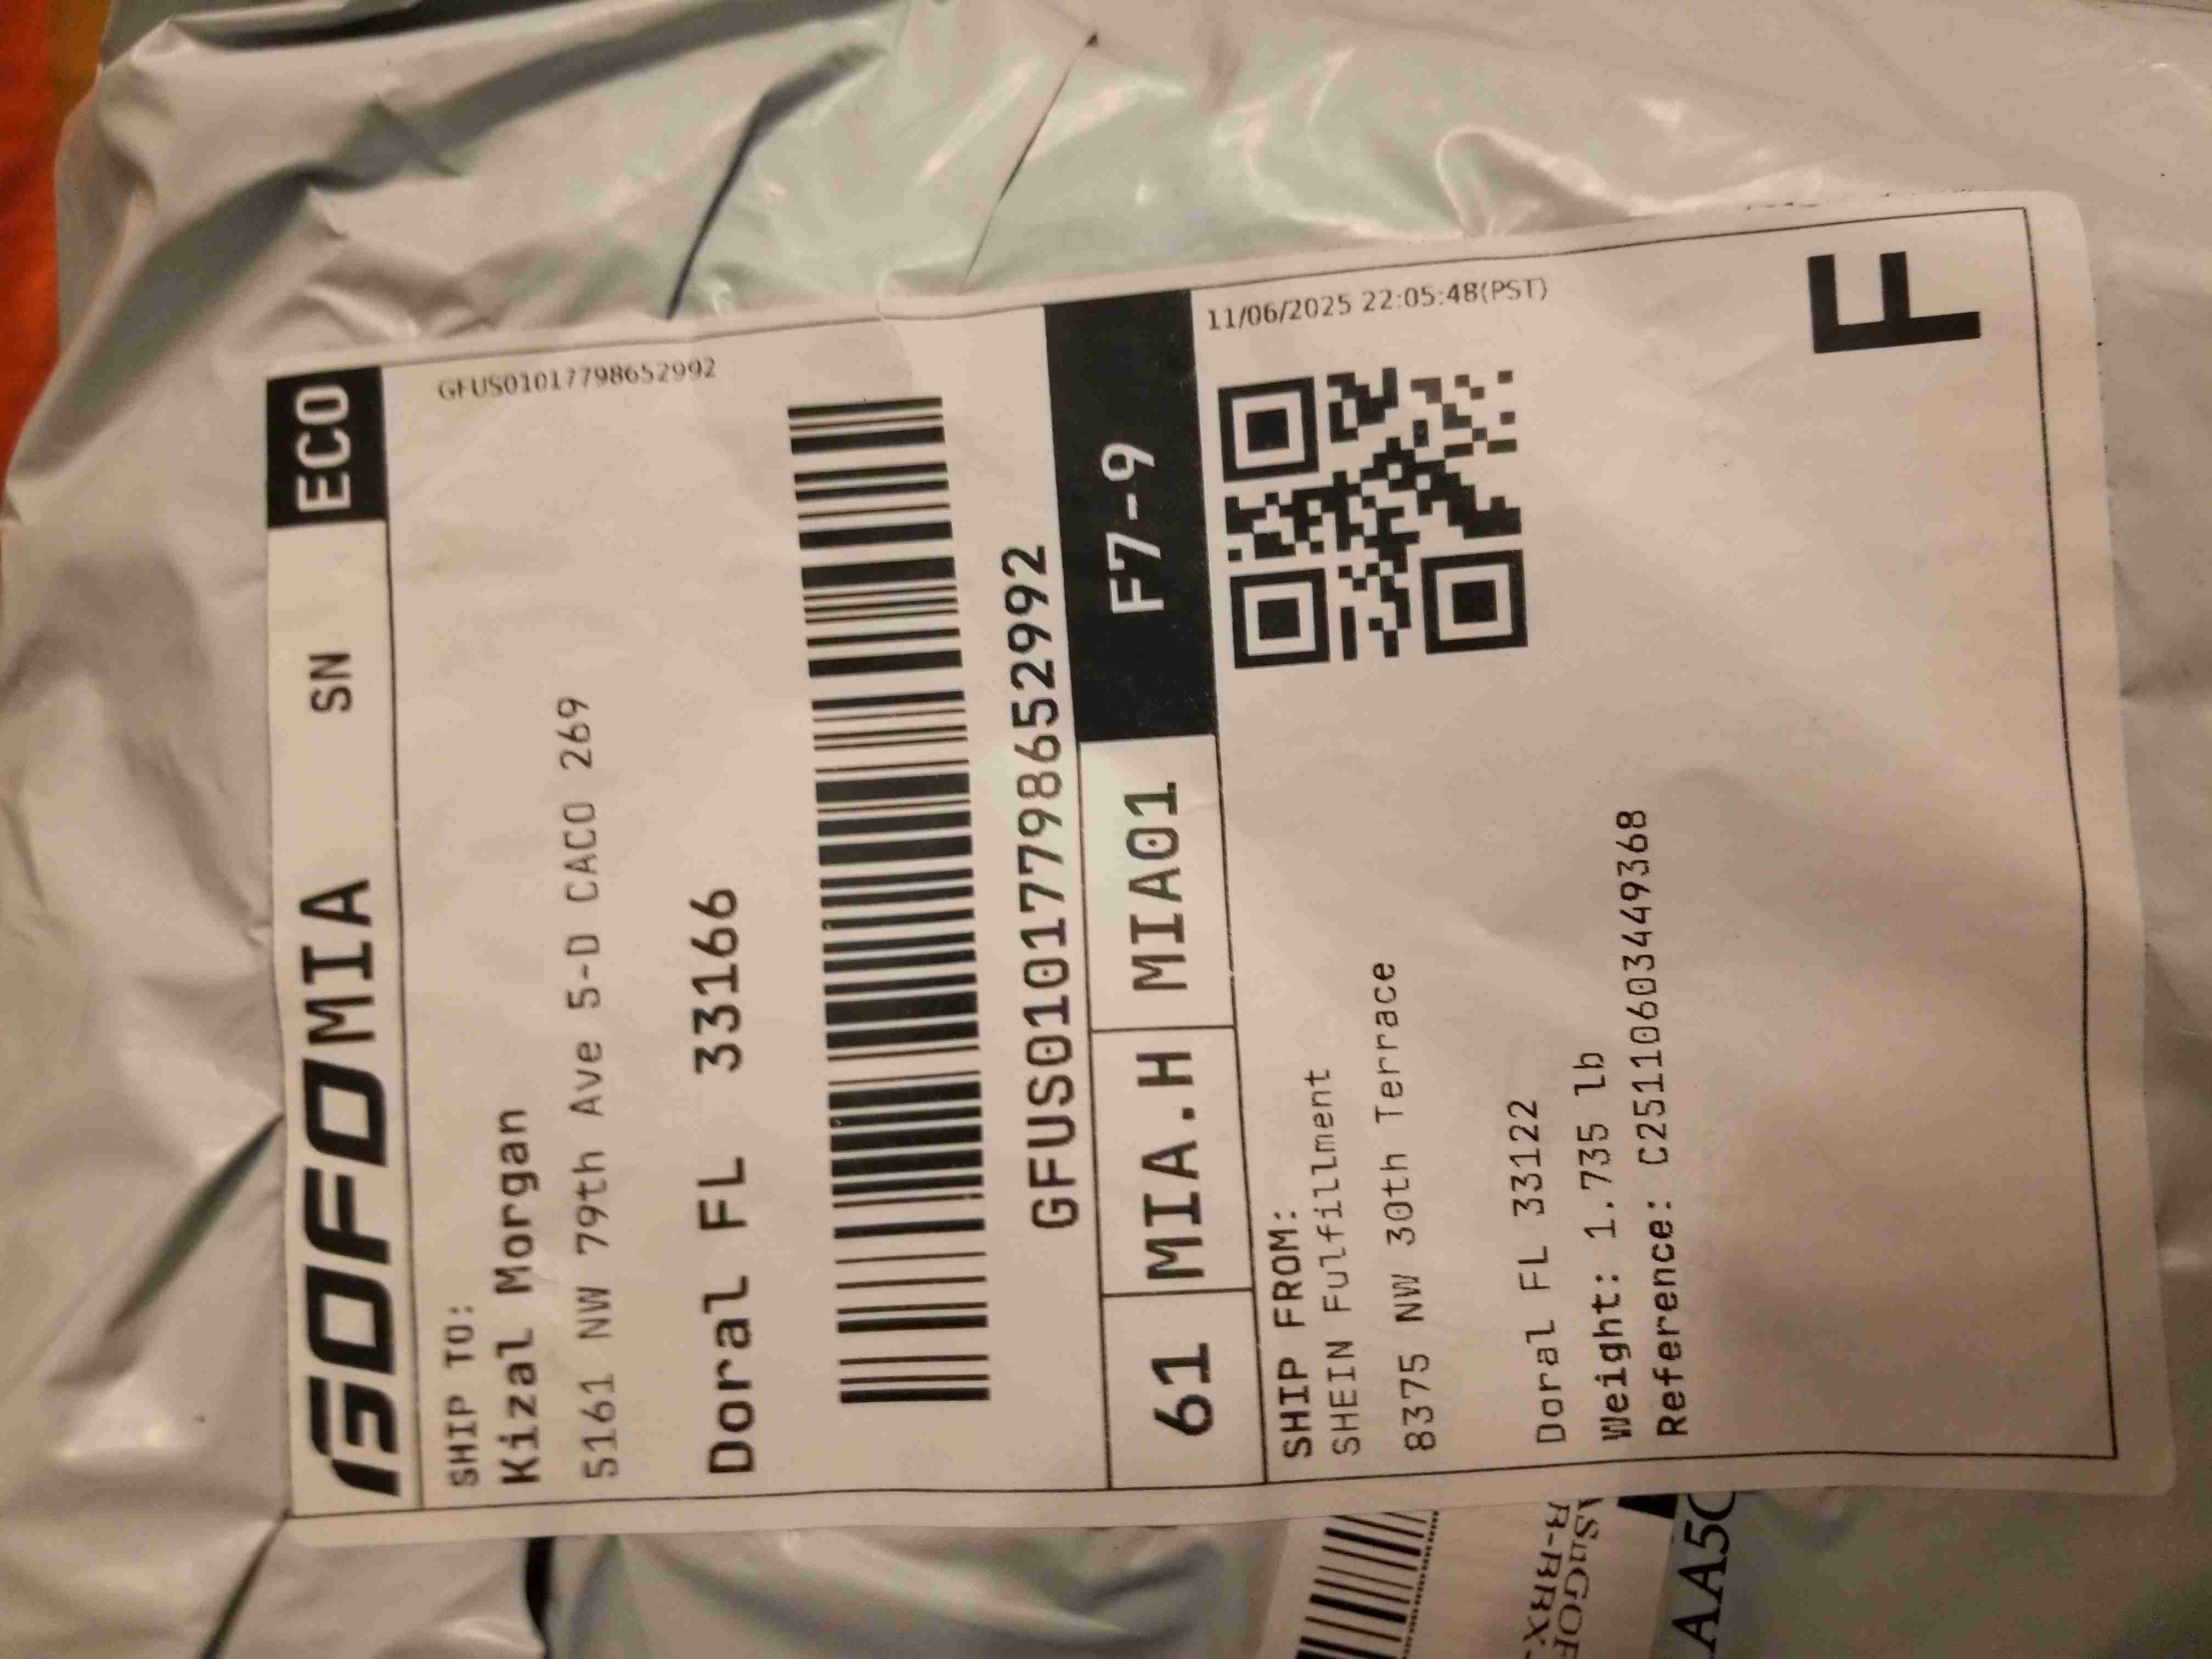 GOFO MIA SN ECO
GFUS01017798652992
SHIP TO:
Kizal Morgan
5161 NW 79th Ave 5-D CACO 269
Doral FL 33166
GFUS01017798652992
61 MIA.H MIA01 F7-9
11/06/2025 22:05:48(PST)
SHIP FROM:
SHEIN Fulfillment
8375 NW 30th Terrace
Doral FL 33122
Weight: 1.735 lb
Reference: C2511060344449368
F